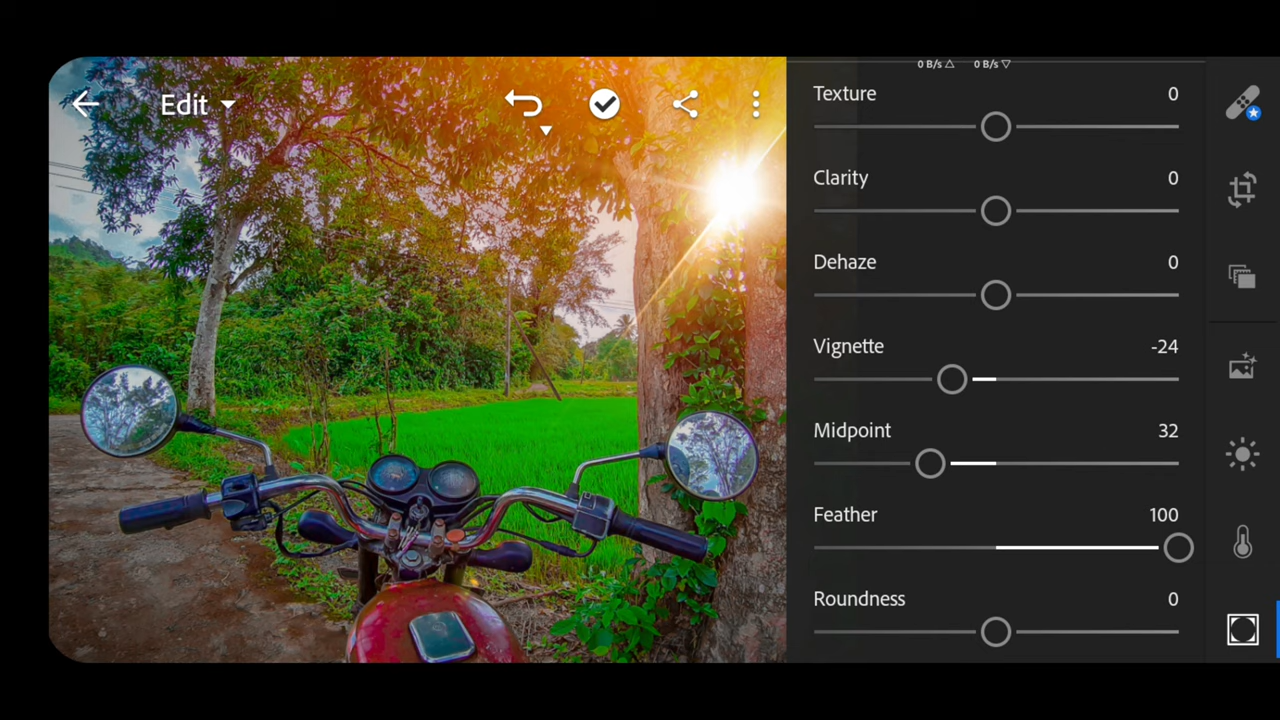 0 B/s △ 0 B/s ▽
Edit
Texture 0
Clarity 0
Dehaze 0
Vignette -24
Midpoint 32
Feather 100
Roundness 0